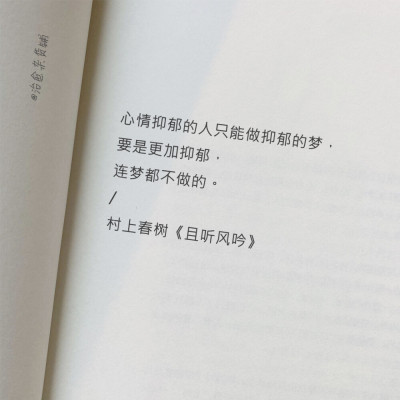 心情抑郁的人只能做抑郁的梦，
要是更加抑郁，
连梦都不做的。
/
村上春树《且听风吟》